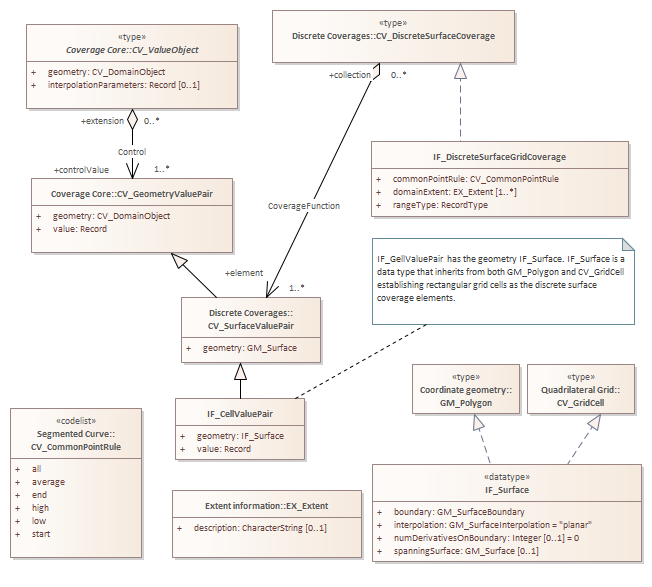 «type»
Coverage Core::CV_ValueObject
+ geometry: CV_DomainObject
+ interpolationParameters: Record [0..1]
«type»
Discrete Coverages::CV_DiscreteSurfaceCoverage
+collection
0..*
+extension
0..*
Control
+controlValue
1..*
IF_DiscreteSurfaceGridCoverage
+ commonPointRule: CV_CommonPointRule
+ domainExtent: EX_Extent [1..*]
+ rangeType: RecordType
Coverage Core::CV_GeometryValuePair
+ geometry: CV_DomainObject
+ value: Record
CoverageFunction
IF_GellValuePair has the geometry IF_Surface. IF_Surface is a
data type that inherits from both GM_Polygon and CV_GridCell
establishing rectangular grid cells as the discrete surface
coverage elements.
+element
1..*
Discrete Coverages::
CV_SurfaceValuePair
+ geometry: GM_Surface
IF_CellValuePair
+ geometry: IF_Surface
+ value: Record
«type»
Coordinate geometry::
GM_Polygon
«type»
Quadrilateral Grid::
CV_GridCell
«codelist»
Segmented Curve::
CV_CommonPointRule
+ all
+ average
+ end
+ high
+ low
+ start
Extent information::EX_Extent
+ description: CharacterString [0..1]
«datatype»
IF_Surface
+ boundary: GM_SurfaceBoundary
+ interpolation: GM_SurfaceInterpolation = "planar"
+ numDerivativesOnBoundary: Integer [0..1] = 0
+ spanningSurface: GM_Surface [0..1]